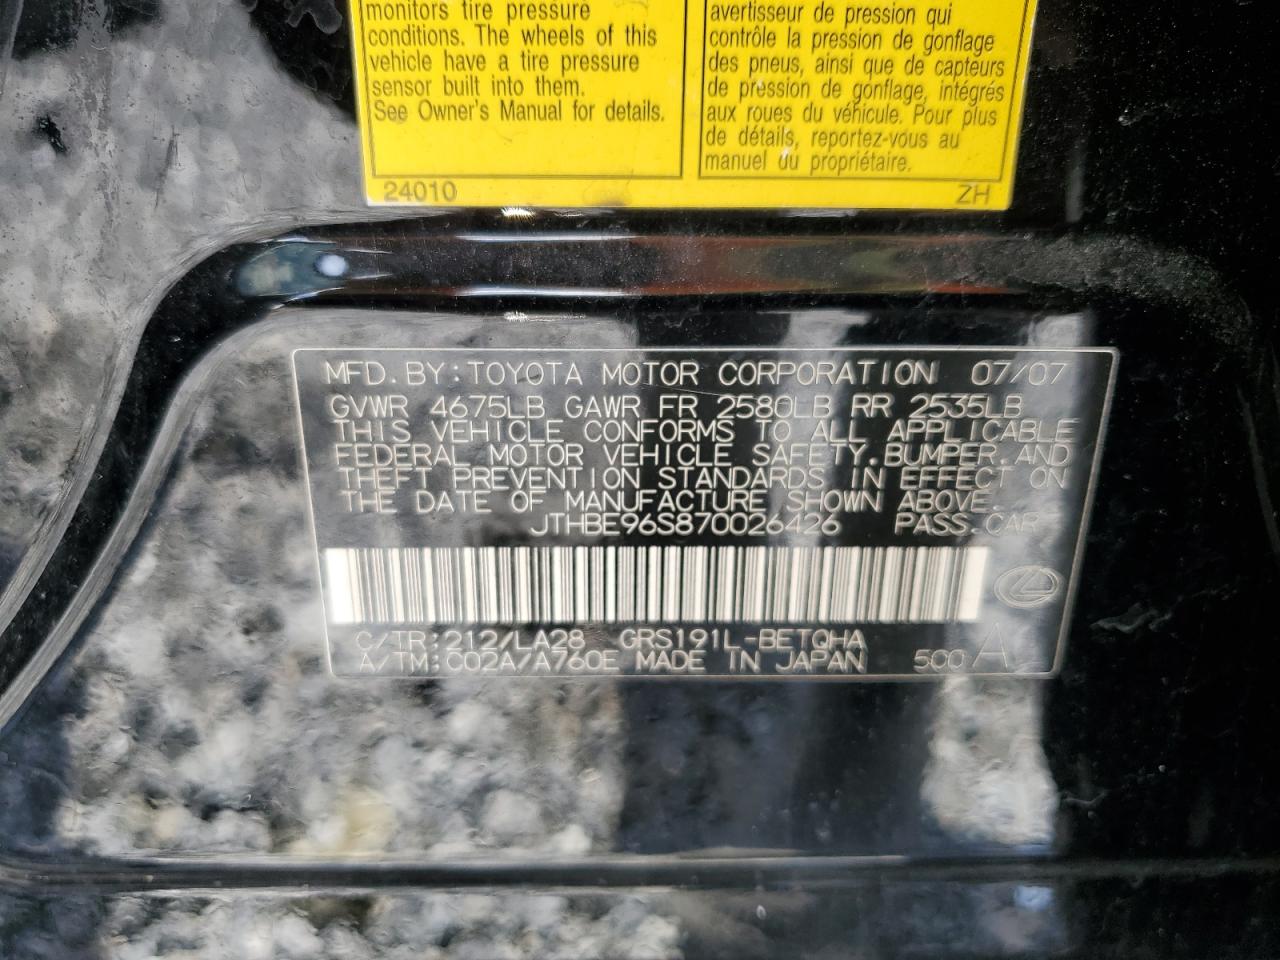 monitors tire pressure
conditions. The wheels of this
vehicle have a tire pressure
sensor built into them.
See Owner's Manual for details.
24010
avertisseur de pression qui
contrôle la pression de gonflage
des pneus, ainsi que de capteurs
de pression de gonflage, intégrés
aux roues du véhicule. Pour plus
de détails, reportez-vous au
manuel du propriétaire.
ZH
MFD. BY: TOYOTA MOTOR CORPORATION 07/07
GVWR 4675LB GAWR FR 2580LB RR 2535LB
THIS VEHICLE CONFORMS TO ALL APPLICABLE
FEDERAL MOTOR VEHICLE SAFETY, BUMPER, AND
THEFT PREVENTION STANDARDS IN EFFECT ON
THE DATE OF MANUFACTURE SHOWN ABOVE.
JTHBE96S870026426 PASS. CAR
C/TR: 212/LA28 GRS191L-BETQHA
A/TM: C02A/A760E MADE IN JAPAN 500 A